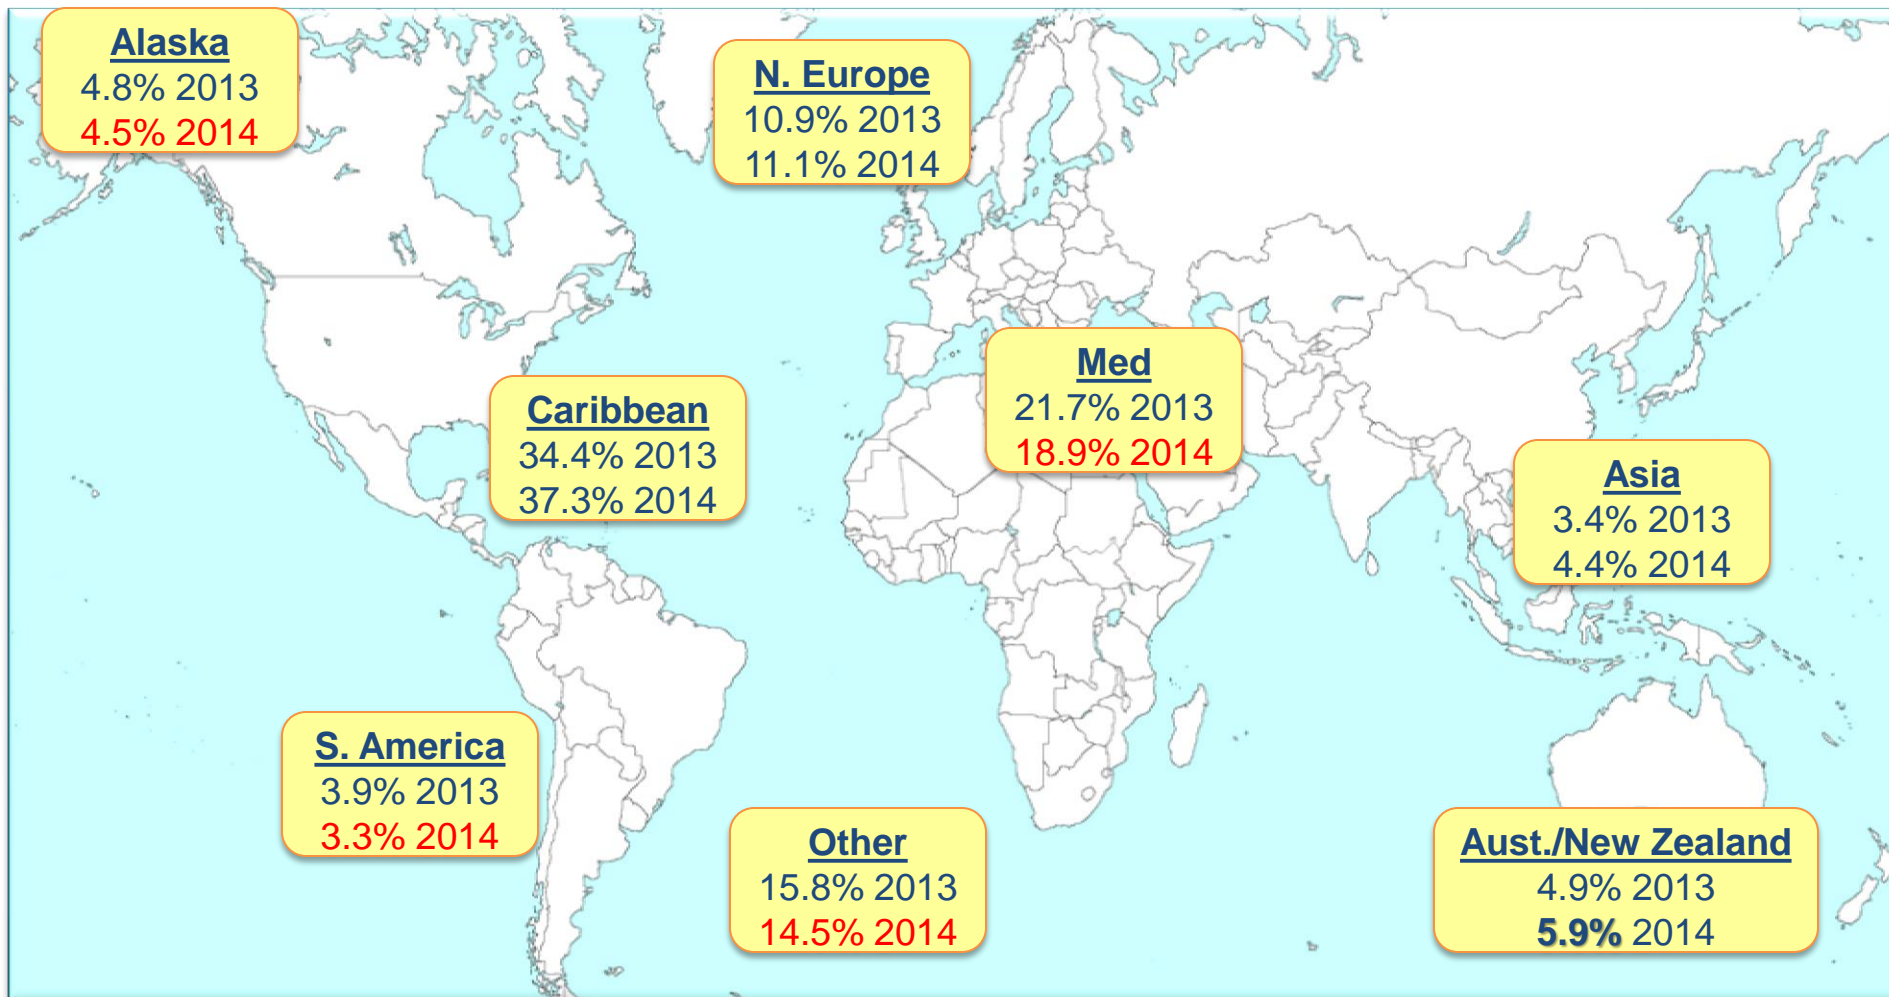 Alaska
4.8% 2013
4.5% 2014
N. Europe
10.9% 2013
11.1% 2014
Med
21.7% 2013
18.9% 2014
Caribbean
34.4% 2013
37.3% 2014
Asia
3.4% 2013
4.4% 2014
S. America
3.9% 2013
3.3% 2014
Other
15.8% 2013
14.5% 2014
Aust./New Zealand
4.9% 2013
5.9% 2014